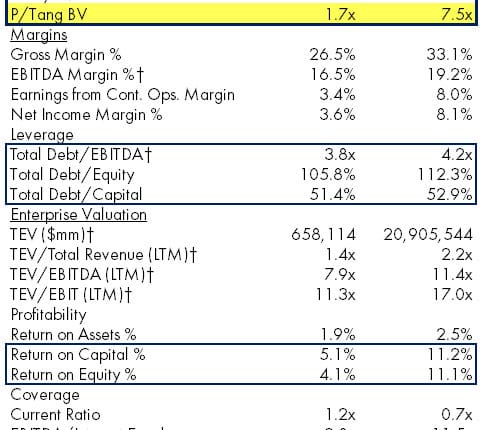 P/Tang BV 1.7x 7.5x
Margins
Gross Margin % 26.5% 33.1%
EBITDA Margin %† 16.5% 19.2%
Earnings from Cont. Ops. Margin 3.4% 8.0%
Net Income Margin % 3.6% 8.1%
Leverage
Total Debt/EBITDA† 3.8x 4.2x
Total Debt/Equity 105.8% 112.3%
Total Debt/Capital 51.4% 52.9%
Enterprise Valuation
TEV ($mm)† 658,114 20,905,544
TEV/Total Revenue (LTM)† 1.4x 2.2x
TEV/EBITDA (LTM)† 7.9x 11.4x
TEV/EBIT (LTM)† 11.3x 17.0x
Profitability
Return on Assets % 1.9% 2.5%
Return on Capital % 5.1% 11.2%
Return on Equity % 4.1% 11.1%
Coverage
Current Ratio 1.2x 0.7x